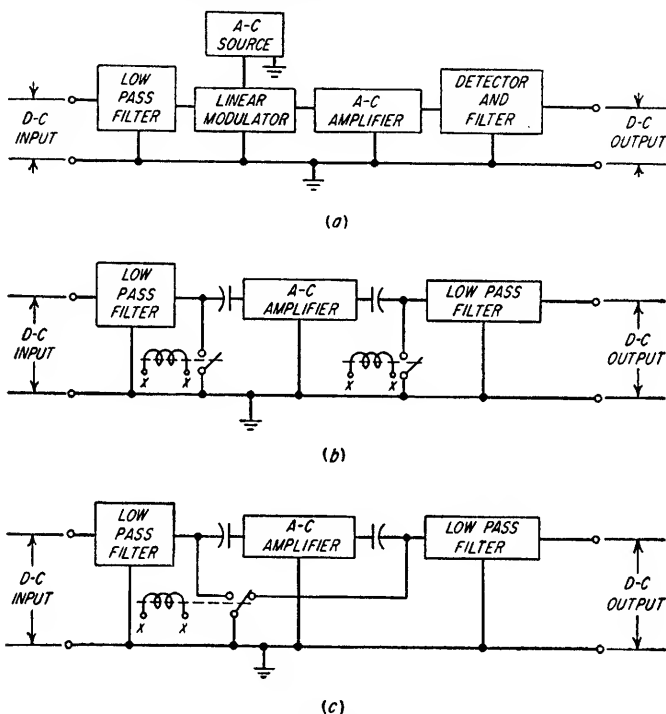 A-C
SOURCE
LOW
PASS
FILTER
LINEAR
MODULATOR
A-C
AMPLIFIER
DETECTOR
AND
FILTER
D-C
INPUT
D-C
OUTPUT
(a)
LOW
PASS
FILTER
A-C
AMPLIFIER
LOW PASS
FILTER
D-C
INPUT
X X
X X
D-C
OUTPUT
(b)
LOW
PASS
FILTER
A-C
AMPLIFIER
LOW PASS
FILTER
D-C
INPUT
X X
D-C
OUTPUT
(c)